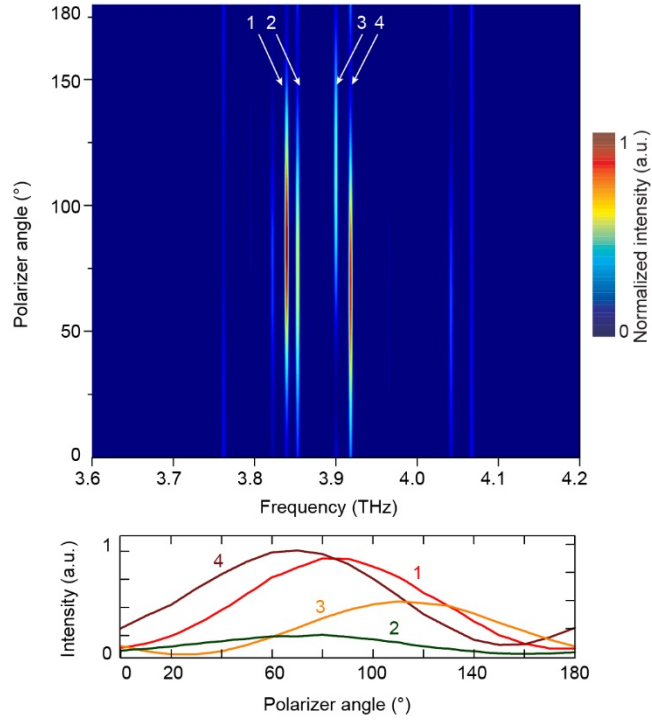 180
150
100
50
0
1 2 3 4
3.6 3.7 3.8 3.9 4.0 4.1 4.2
Frequency (THz)
Polarizer angle (°)
1
0
Normalized intensity (a.u.)
1
0
Intensity (a.u.)
4 1
3
2
0 20 60 100 140 180
Polarizer angle (°)